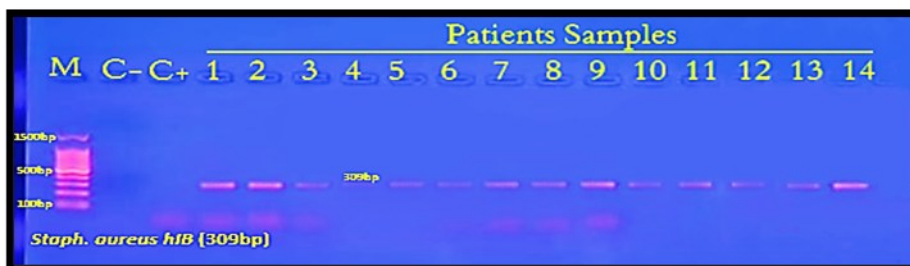 Patients Samples
M C- C+ 1 2 3 4 5 6 7 8 9 10 11 12 13 14
1500bp
500bp
309bp
100bp
Staph. aureus hlB (309bp)